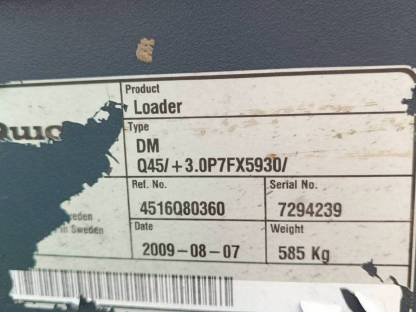 Product
Loader
Type
DM
Q45/+3.0P7FX5930/
Ref. No.
Serial No.
4516Q80360
7294239
in Sweden
Date
Weight
2009-08-07
585 Kg